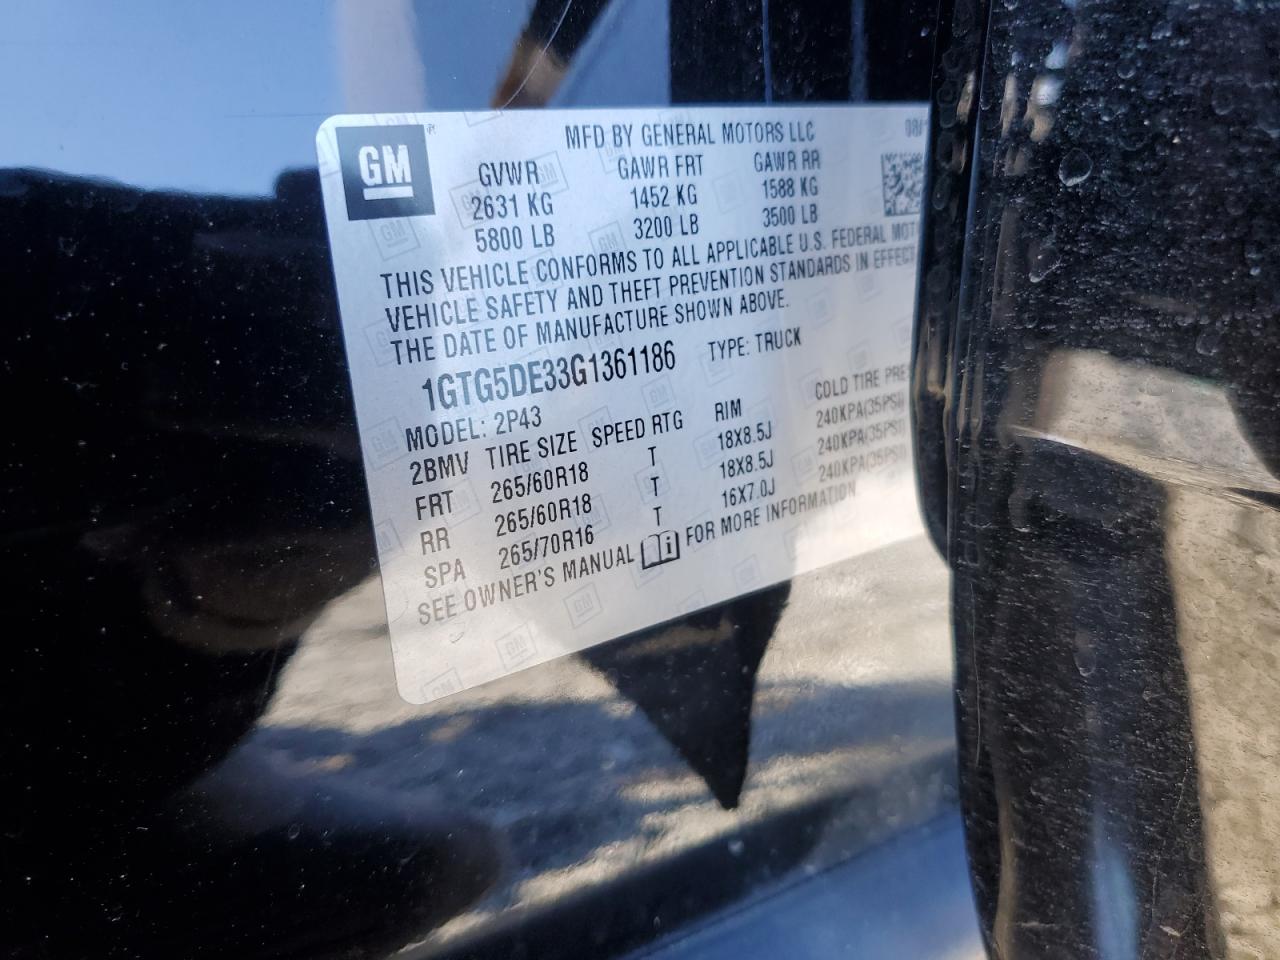 GM
MFD BY GENERAL MOTORS LLC 08/
GVWR GAWR FRT GAWR RR
2631 KG 1452 KG 1588 KG
5800 LB 3200 LB 3500 LB
THIS VEHICLE CONFORMS TO ALL APPLICABLE U.S. FEDERAL MOT
VEHICLE SAFETY AND THEFT PREVENTION STANDARDS IN EFFECT
THE DATE OF MANUFACTURE SHOWN ABOVE.
1GTG5DE33G1361186 TYPE: TRUCK
MODEL: 2P43
2BMV TIRE SIZE SPEED RTG RIM COLD TIRE PRE
FRT 265/60R18 T 18X8.5J 240KPA(35PSI)
RR 265/60R18 T 18X8.5J 240KPA(35PSI)
SPA 265/70R16 T 16X7.0J 240KPA(35PSI)
SEE OWNER'S MANUAL i FOR MORE INFORMATION